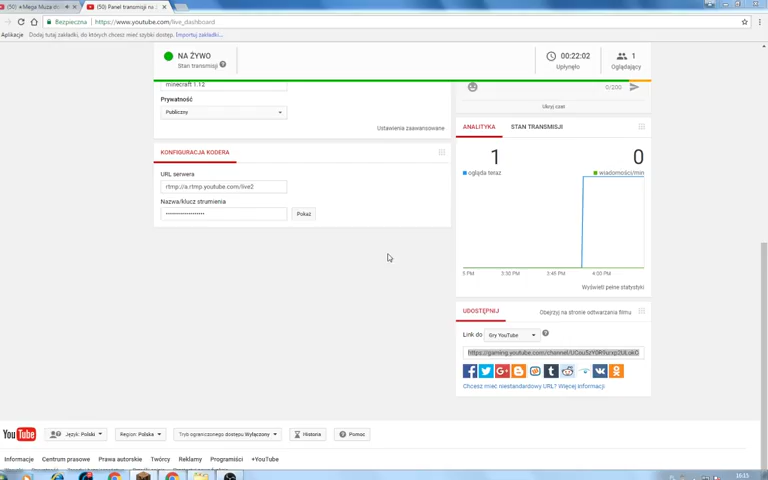 (50) Mega Muza do
(50) Panel transmisji na
Bezpieczna https://www.youtube.com/live_dashboard
Aplikacje Dodaj tutaj zakładki, do których chcesz mieć szybki dostęp. Importuj zakładki...
NA ŻYWO
Stan transmisji ?
00:22:02
Upłynęło
1
Oglądający
minecraft 1.12
Prywatność
Publiczny
Ustawienia zaawansowane
KONFIGURACJA KODERA
URL serwera
rtmp://a.rtmp.youtube.com/live2
Nazwa/klucz strumienia
Pokaż
0/200
Ukryj czat
ANALITYKA STAN TRANSMISJI
1 0
ogląda teraz wiadomości/min
5 PM 3:30 PM 3:45 PM 4:00 PM
Wyświetl pełne statystyki
UDOSTĘPNIJ Obejrzyj na stronie odtwarzania filmu
Link do Gry YouTube ?
Chcesz mieć niestandardowy URL? Więcej informacji.
YouTube Język: Polski Region: Polska Tryb ograniczonego dostępu Wyłączony Historia Pomoc
Informacje Centrum prasowe Prawa autorskie Twórcy Reklamy Programiści +YouTube
16:15